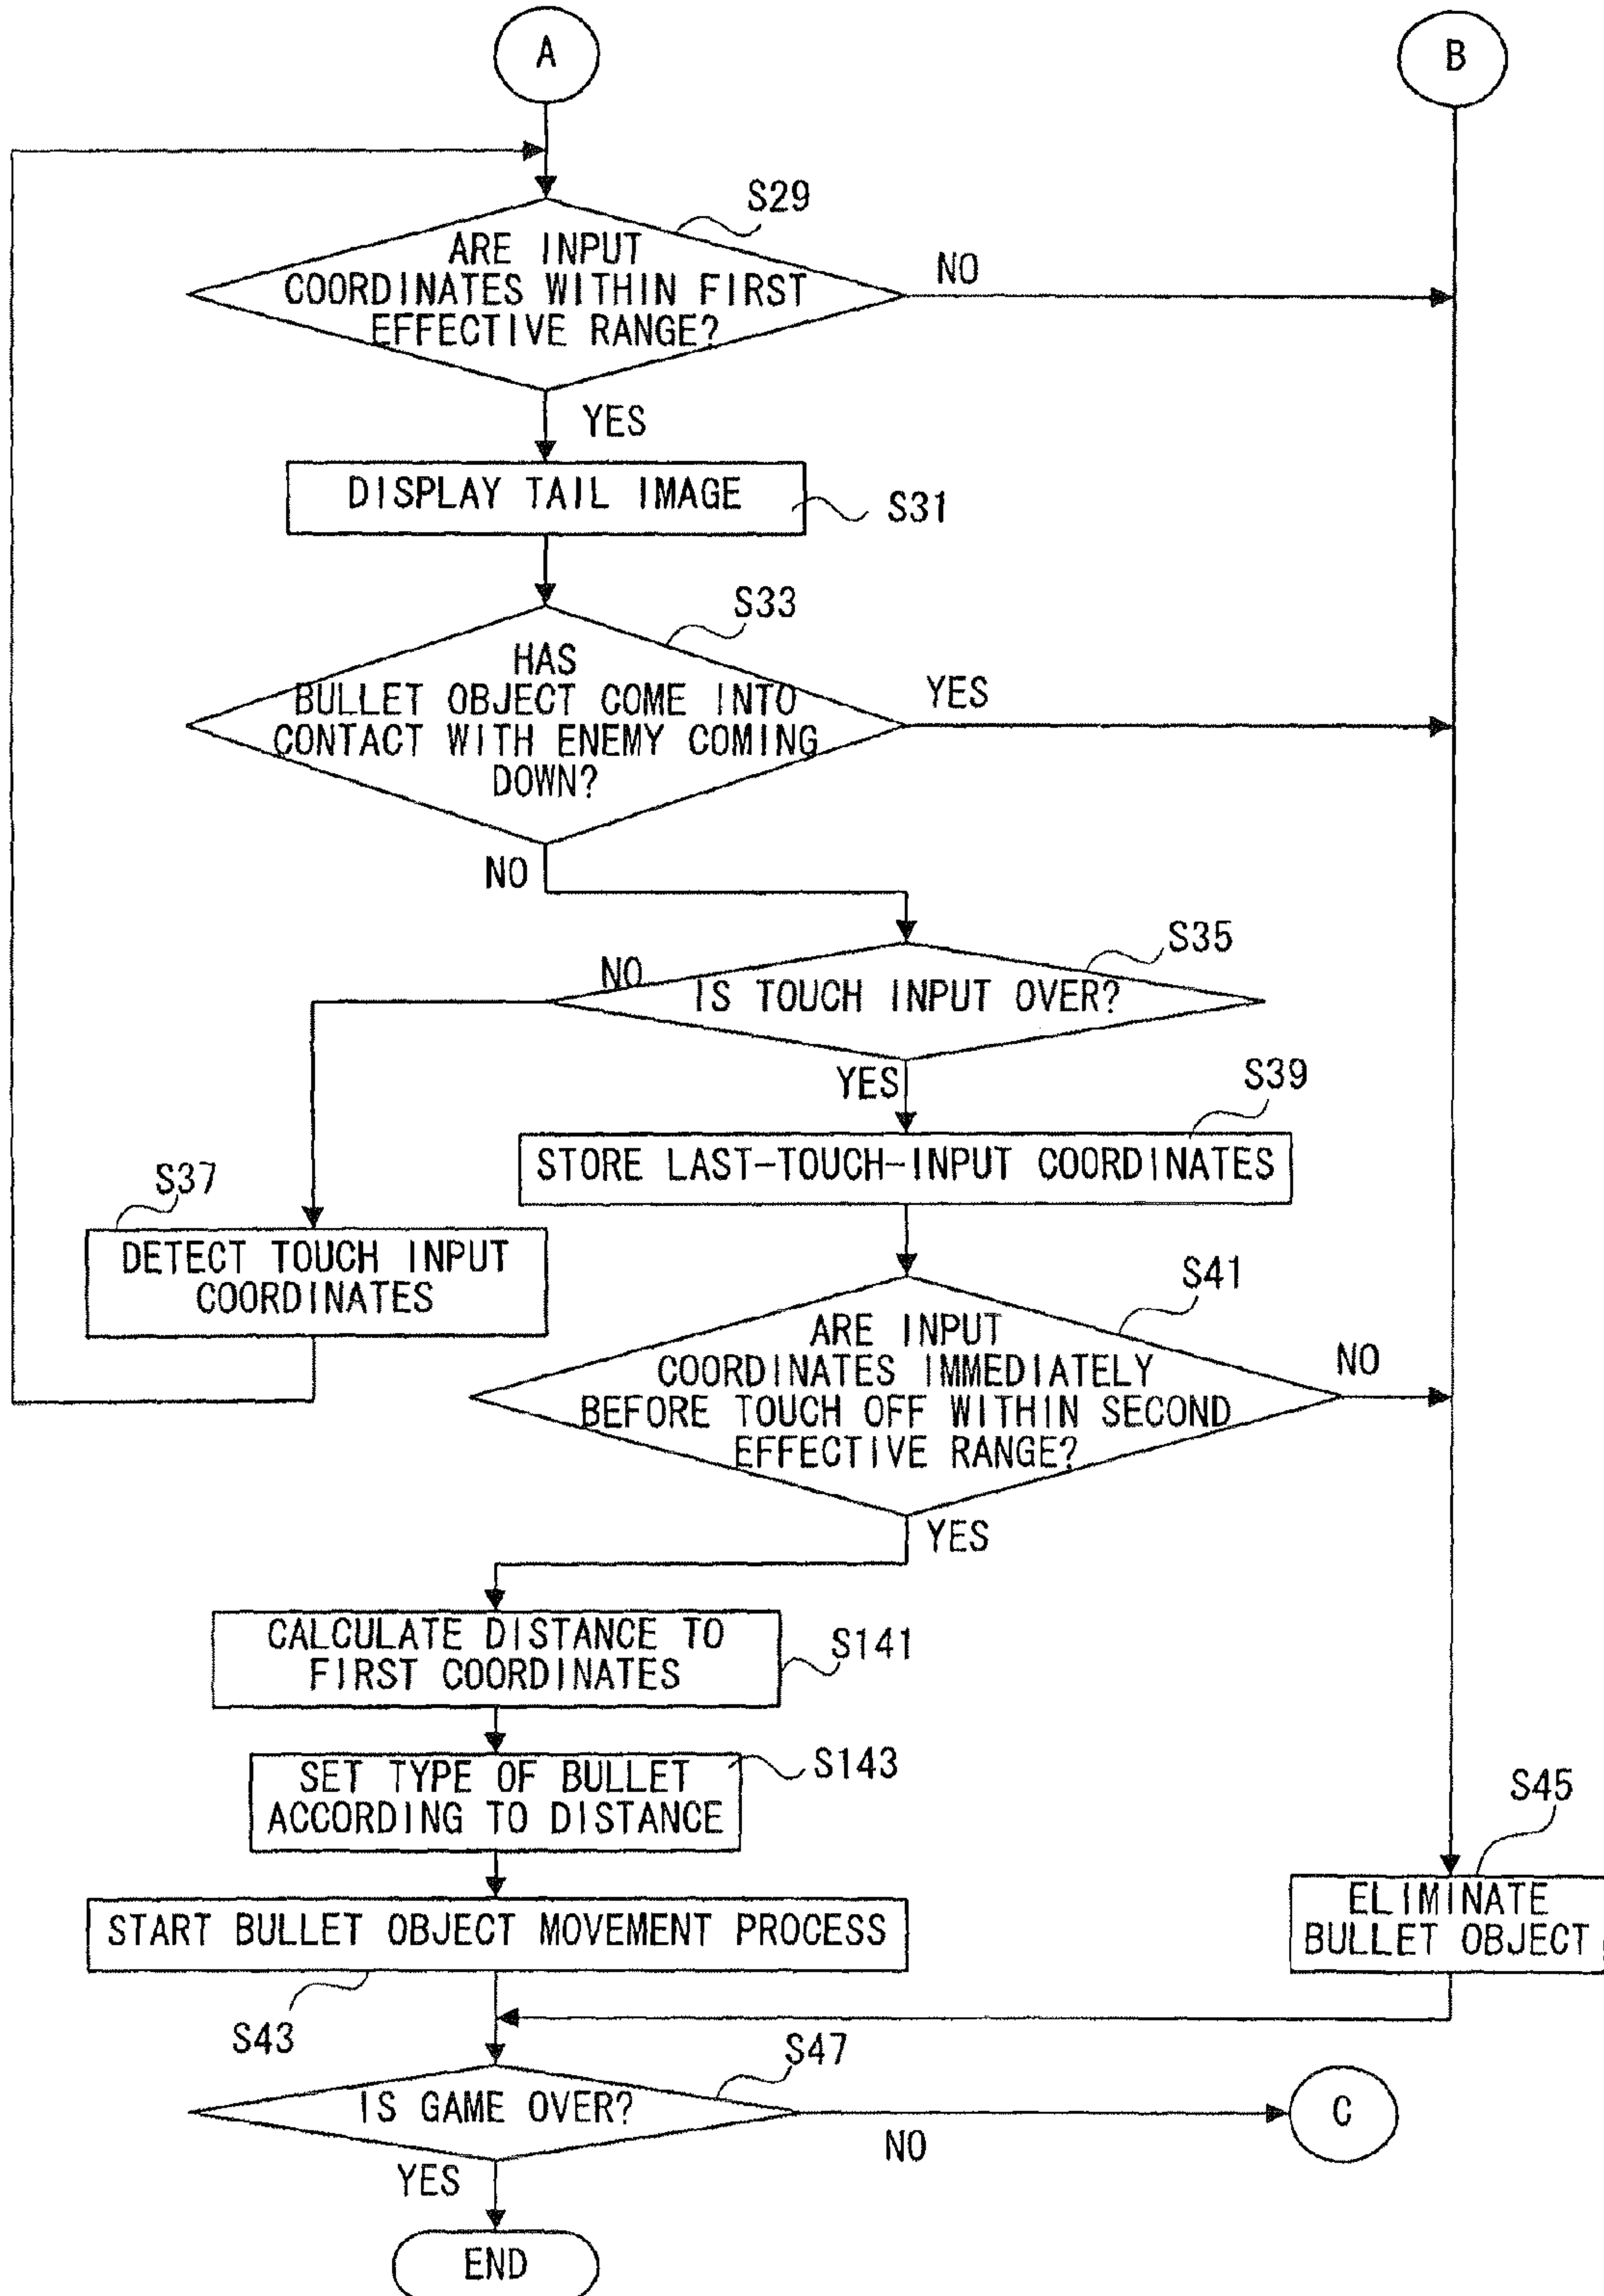 A
B
S29
ARE INPUT
COORDINATES WITHIN FIRST
EFFECTIVE RANGE?
NO
YES
DISPLAY TAIL IMAGE
S31
S33
HAS
BULLET OBJECT COME INTO
CONTACT WITH ENEMY COMING
DOWN?
YES
NO
S35
NO
IS TOUCH INPUT OVER?
YES
S39
STORE LAST-TOUCH-INPUT COORDINATES
S37
DETECT TOUCH INPUT
COORDINATES
S41
ARE INPUT
COORDINATES IMMEDIATELY
BEFORE TOUCH OFF WITHIN SECOND
EFFECTIVE RANGE?
NO
YES
CALCULATE DISTANCE TO
FIRST COORDINATES
S141
SET TYPE OF BULLET
ACCORDING TO DISTANCE
S143
S45
ELIMINATE
BULLET OBJECT
START BULLET OBJECT MOVEMENT PROCESS
S43
S47
IS GAME OVER?
NO
C
YES
END